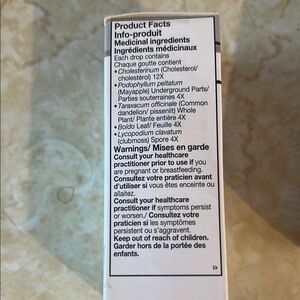 Product Facts
Info-produit
Medicinal ingredients
Ingrédients médicinaux
Each drop contains
Chaque goutte contient
• Cholesterinum (Cholesterol/
cholestérol) 12X
• Podophyllum peltatum
(Mayapple) Underground Parts/
Parties souterraines 4X
• Taraxacum officinale (Common
dandelion/ pissenlit) Whole
Plant/ Plante entière 4X
• Boldo Leaf/ Feuille 4X
• Lycopodium clavatum
(clubmoss) Spore 4X
Warnings/ Mises en garde
Consult your healthcare
practitioner prior to use if you
are pregnant or breastfeeding.
Consultez votre praticien avant
d'utiliser si vous êtes enceinte ou
allaitez.
Consult your healthcare
practitioner if symptoms persist
or worsen./ Consultez votre
praticien si les symptômes
persistent ou s'aggravent.
Keep out of reach of children.
Garder hors de la portée des
enfants.
»